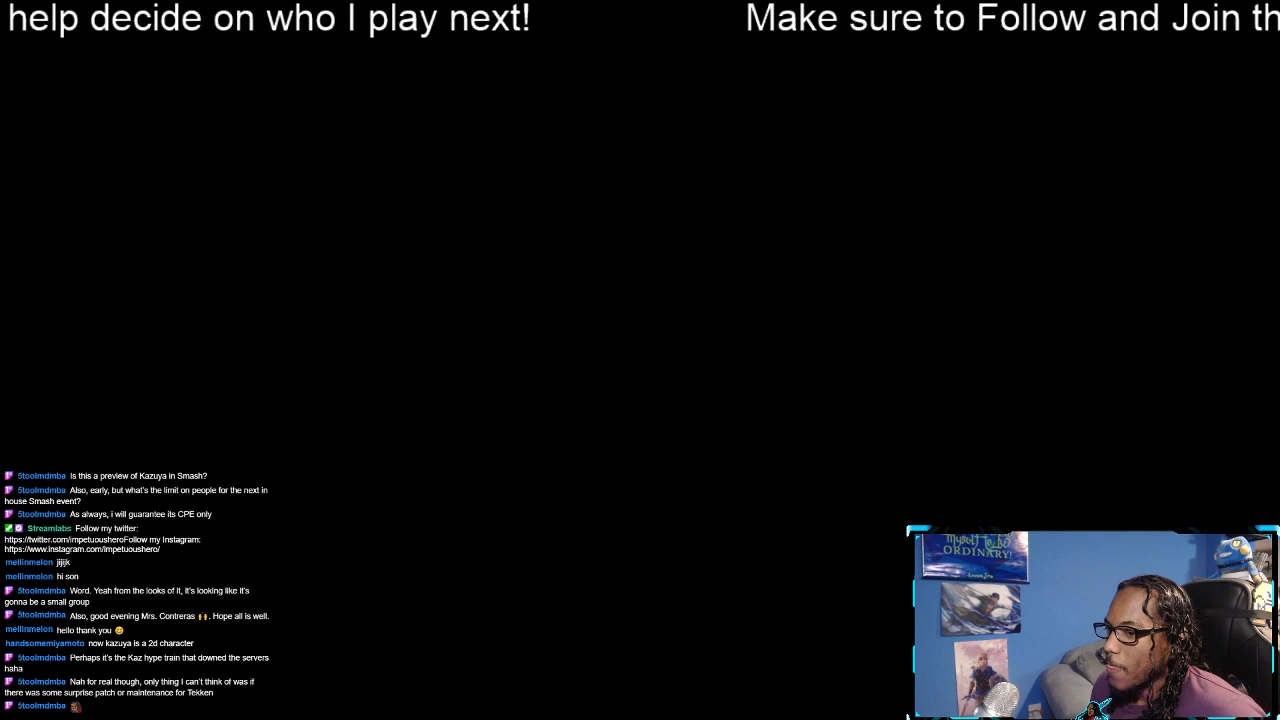 help decide on who I play next! Make sure to Follow and Join th
5toolmdmba Is this a preview of Kazuya in Smash?
5toolmdmba Also, early, but what's the limit on people for the next in
house Smash event?
5toolmdmba As always, i will guarantee its CPE only
Streamlabs Follow my twitter:
https://twitter.com/impetuousheroFollow my Instagram:
https://www.instagram.com/impetuoushero/
mellinmelon jijijk
mellinmelon hi son
5toolmdmba Word. Yeah from the looks of it, it's looking like it's
gonna be a small group
5toolmdmba Also, good evening Mrs. Contreras 🙌. Hope all is well.
mellinmelon hello thank you 😊
handsomemiyamoto now kazuya is a 2d character
5toolmdmba Perhaps it's the Kaz hype train that downed the servers
haha
5toolmdmba Nah for real though, only thing I can't think of was if
there was some surprise patch or maintenance for Tekken
5toolmdmba
Myself to be
ORDINARY!